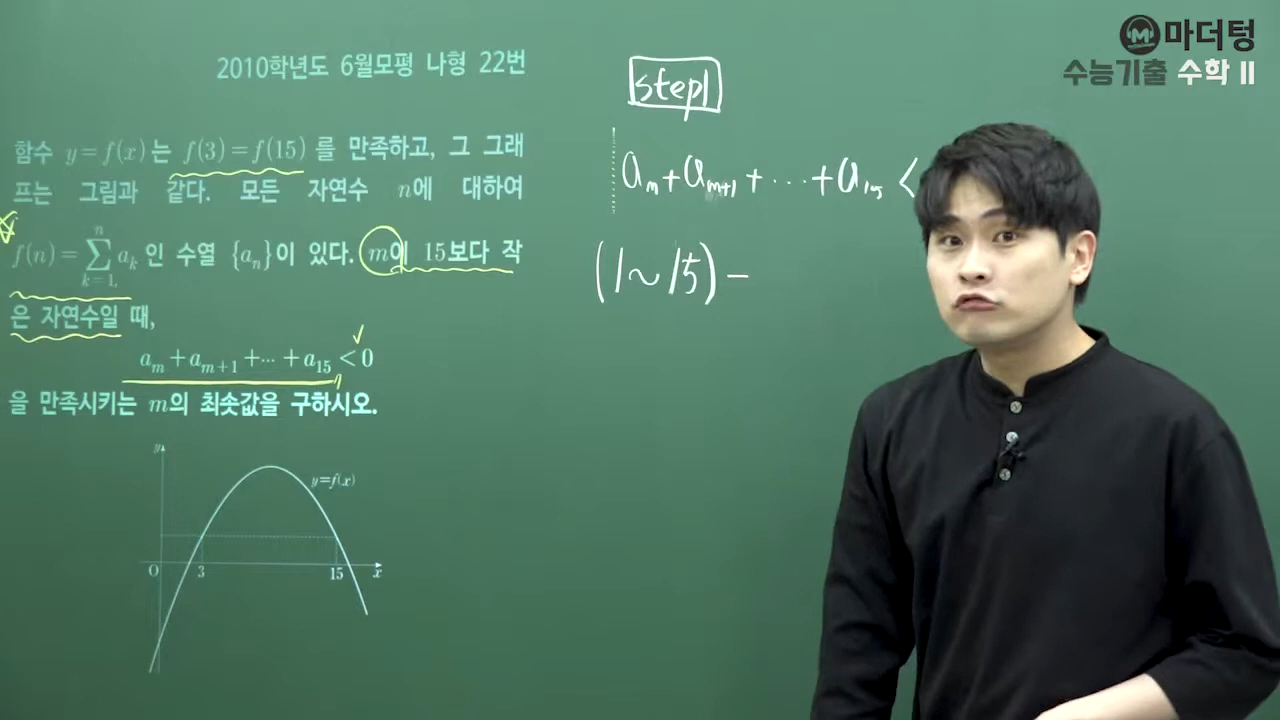 마더텅
수능기출 수학 II
2010학년도 6월모평 나형 22번
함수 y=f(x)는 f(3)=f(15)를 만족하고, 그 그래
프는 그림과 같다. 모든 자연수 n에 대하여
f(n)=\sum_{k=1}^{n} a_k 인 수열 {a_n}이 있다. m이 15보다 작
은 자연수일 때,
a_m+a_{m+1}+⋯+a_{15}<0
을 만족시키는 m의 최솟값을 구하시오.
y
y=f(x)
O 3 15 x
step1
a_m+a_{m+1}+⋯+a_{15}<
(1~15)-